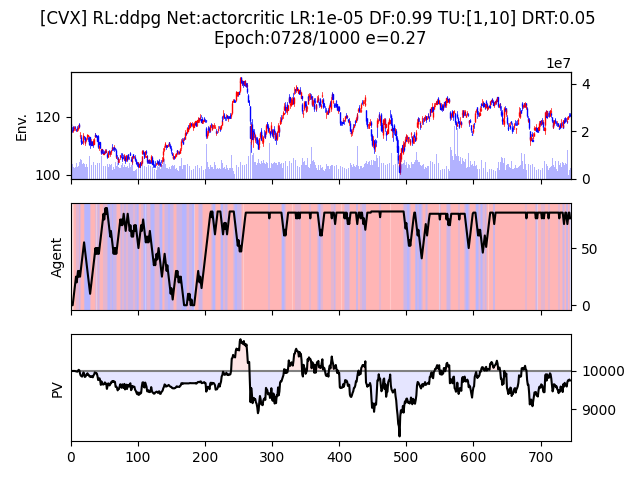 [CVX] RL:ddpg Net:actorcritic LR:1e-05 DF:0.99 TU:[1,10] DRT:0.05
Epoch:0728/1000 e=0.27
1e7
Env.
120
100
4
2
0
Agent
50
0
PV
10000
9000
0 100 200 300 400 500 600 700